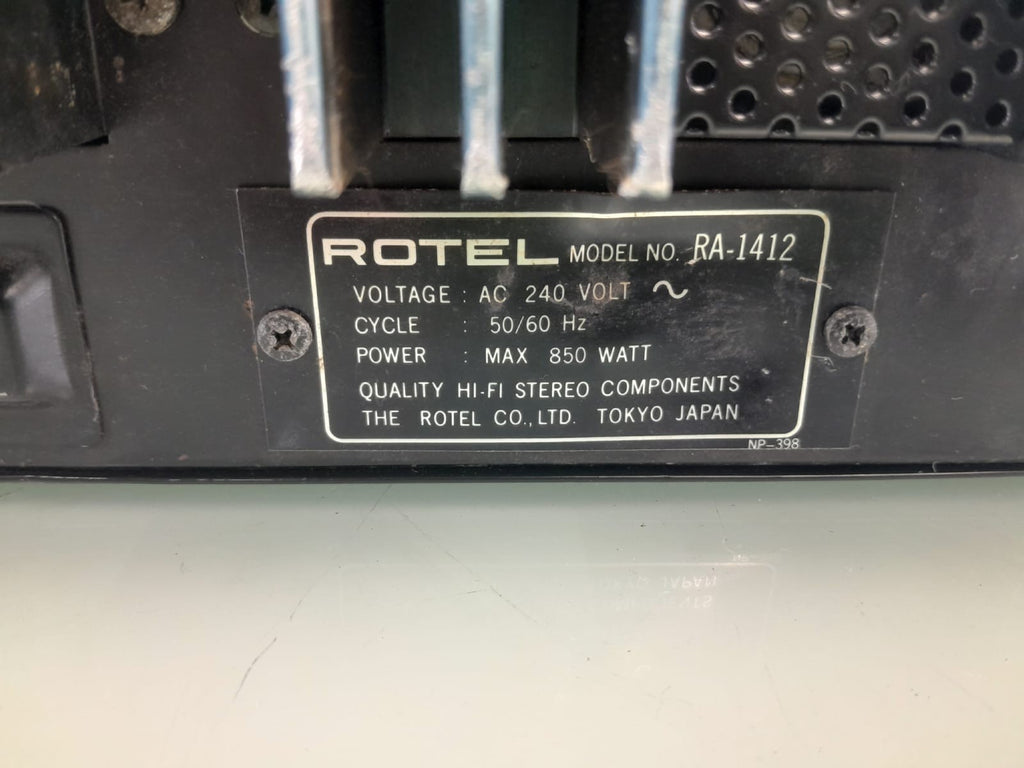 ROTEL MODEL NO. RA-1412
VOLTAGE : AC 240 VOLT ~
CYCLE : 50/60 Hz
POWER : MAX 850 WATT
QUALITY HI-FI STEREO COMPONENTS
THE ROTEL CO., LTD. TOKYO JAPAN
NP-398